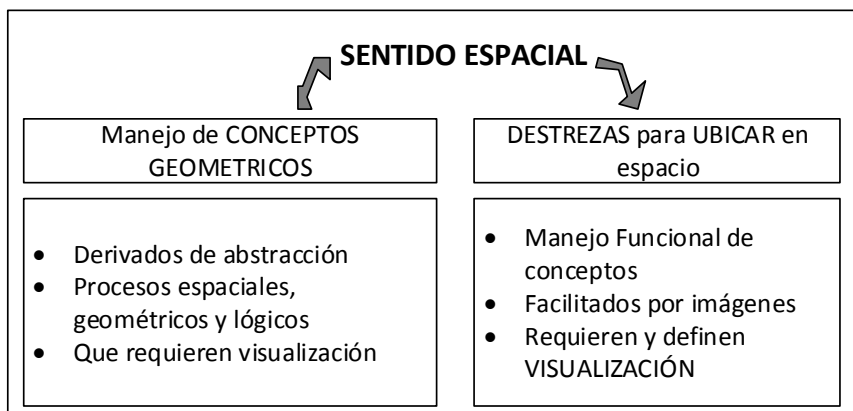 SENTIDO ESPACIAL
Manejo de CONCEPTOS
GEOMETRICOS
• Derivados de abstracción
• Procesos espaciales,
geométricos y lógicos
• Que requieren visualización
DESTREZAS para UBICAR en
espacio
• Manejo Funcional de
conceptos
• Facilitados por imágenes
• Requieren y definen
VISUALIZACIÓN